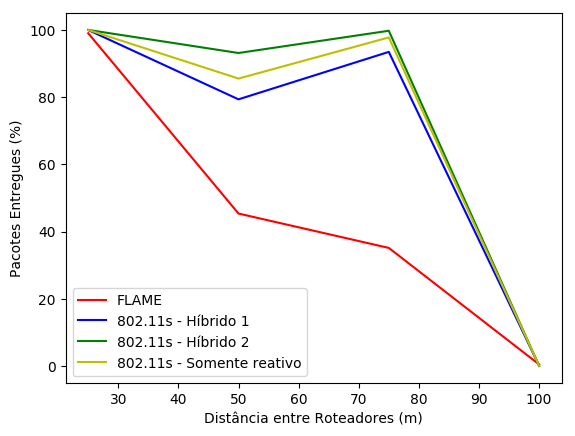 100
80
60
40
20
0
Pacotes Entregues (%)
FLAME
802.11s - Híbrido 1
802.11s - Híbrido 2
802.11s - Somente reativo
30 40 50 60 70 80 90 100
Distância entre Roteadores (m)